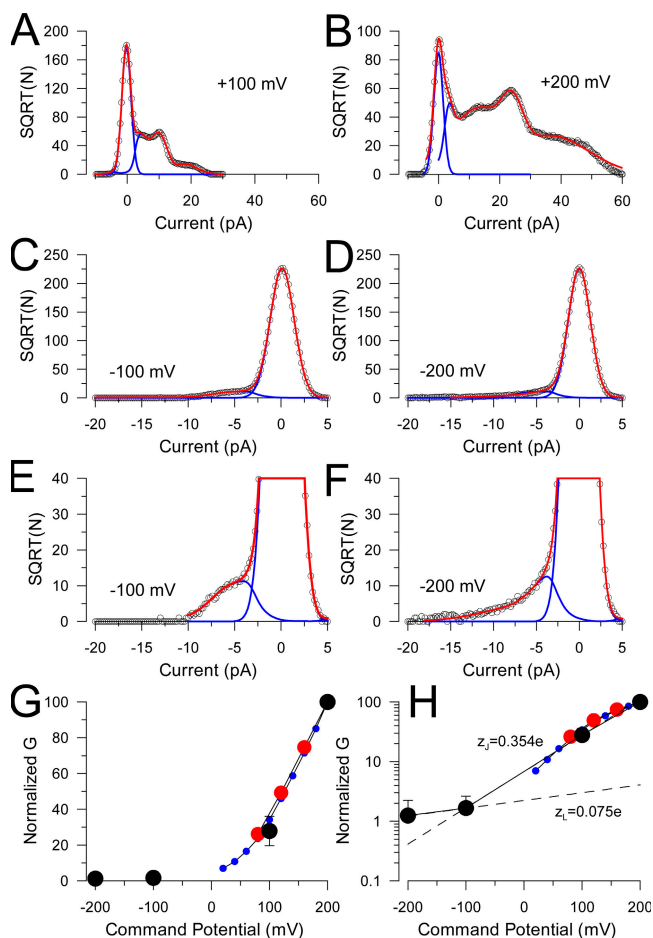 A
B
200
160
120
80
40
0
SQRT(N)
+100 mV
0 20 40 60
Current (pA)
100
80
60
40
20
0
SQRT(N)
+200 mV
0 20 40 60
Current (pA)
C
D
250
200
150
100
50
0
SQRT(N)
-100 mV
-20 -15 -10 -5 0 5
Current (pA)
250
200
150
100
50
0
SQRT(N)
-200 mV
-20 -15 -10 -5 0 5
Current (pA)
E
F
40
30
20
10
0
SQRT(N)
-100 mV
-20 -15 -10 -5 0 5
Current (pA)
40
30
20
10
0
SQRT(N)
-200 mV
-20 -15 -10 -5 0 5
Current (pA)
G
H
100
80
60
40
20
0
Normalized G
-200 -100 0 100 200
Command Potential (mV)
100
10
1
0.1
Normalized G
zJ=0.354e
zL=0.075e
-200 -100 0 100 200
Command Potential (mV)